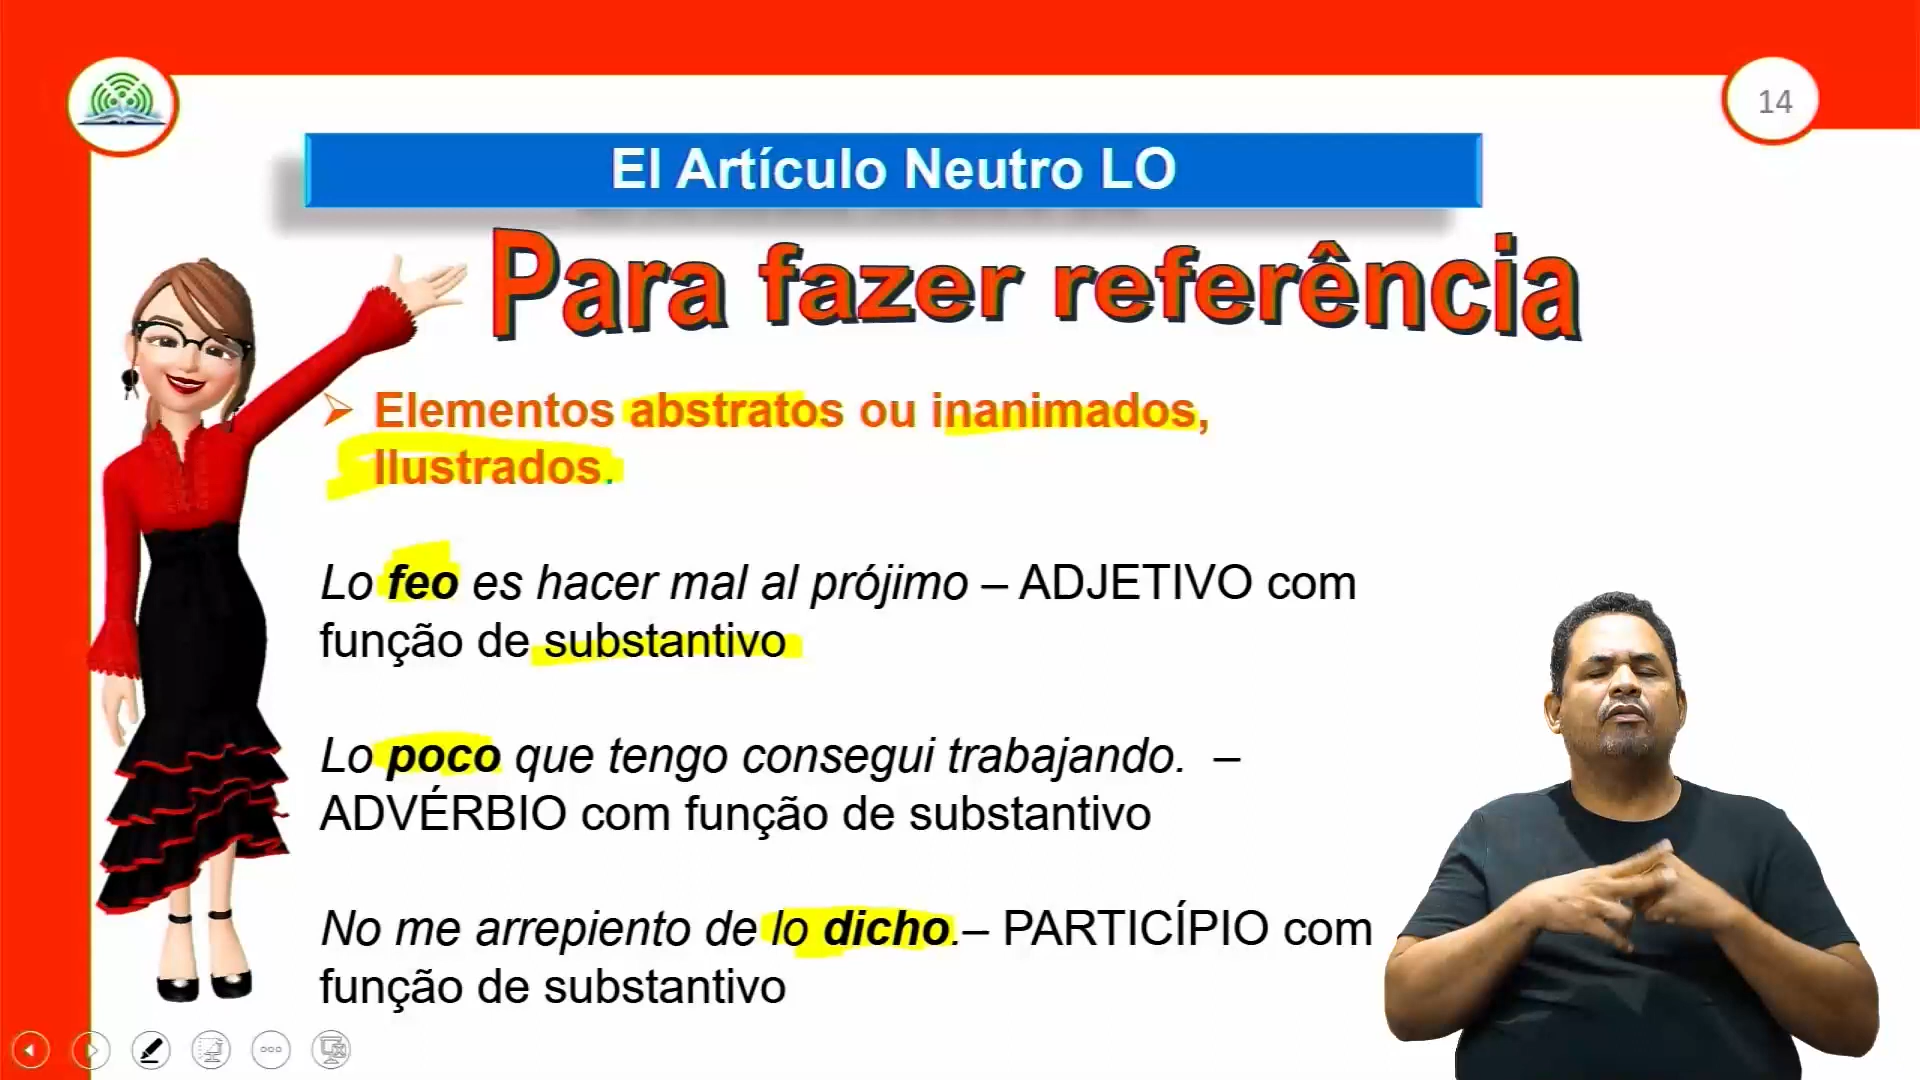 14
El Artículo Neutro LO
Para fazer referência
➢ Elementos abstratos ou inanimados,
Ilustrados.
Lo feo es hacer mal al prójimo – ADJETIVO com
função de substantivo
Lo poco que tengo consegui trabajando. –
ADVÉRBIO com função de substantivo
No me arrepiento de lo dicho.– PARTICÍPIO com
função de substantivo